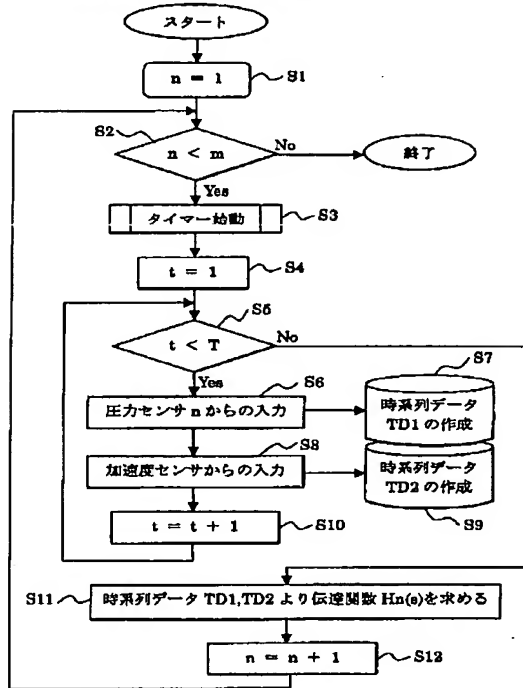 スタート
n = 1
S1
S2
n < m
No
終了
Yes
タイマー始動
S3
t = 1
S4
S5
t < T
No
Yes
S6
圧力センサ n からの入力
S7
時系列データ
TD1 の作成
S8
加速度センサからの入力
時系列データ
TD2 の作成
S9
t = t + 1
S10
S11
時系列データ TD1,TD2 より伝達関数 Hn(s)を求める
n = n + 1
S12